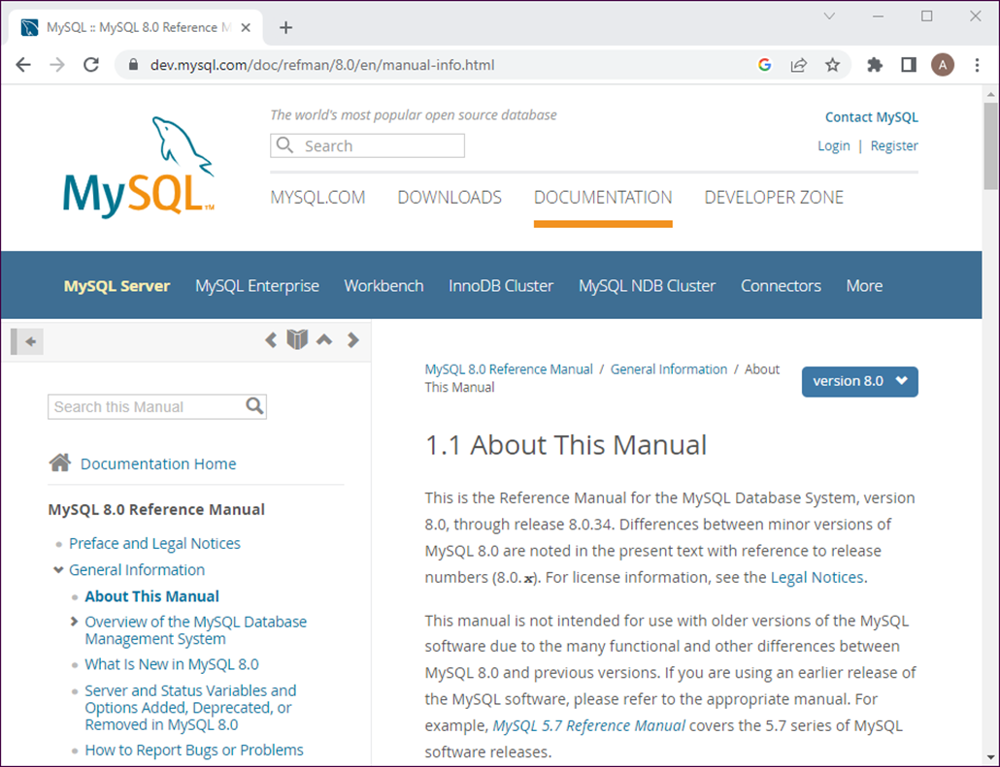 MySQL :: MySQL 8.0 Reference M
dev.mysql.com/doc/refman/8.0/en/manual-info.html
G
A
The world's most popular open source database
Contact MySQL
Search
Login | Register
MySQL™
MYSQL.COM DOWNLOADS DOCUMENTATION DEVELOPER ZONE
MySQL Server MySQL Enterprise Workbench InnoDB Cluster MySQL NDB Cluster Connectors More
Search this Manual
Documentation Home
MySQL 8.0 Reference Manual
Preface and Legal Notices
General Information
About This Manual
Overview of the MySQL Database
Management System
What Is New in MySQL 8.0
Server and Status Variables and
Options Added, Deprecated, or
Removed in MySQL 8.0
How to Report Bugs or Problems
MySQL 8.0 Reference Manual / General Information / About
This Manual
version 8.0
1.1 About This Manual
This is the Reference Manual for the MySQL Database System, version
8.0, through release 8.0.34. Differences between minor versions of
MySQL 8.0 are noted in the present text with reference to release
numbers (8.0.x). For license information, see the Legal Notices.
This manual is not intended for use with older versions of the MySQL
software due to the many functional and other differences between
MySQL 8.0 and previous versions. If you are using an earlier release of
the MySQL software, please refer to the appropriate manual. For
example, MySQL 5.7 Reference Manual covers the 5.7 series of MySQL
software releases.